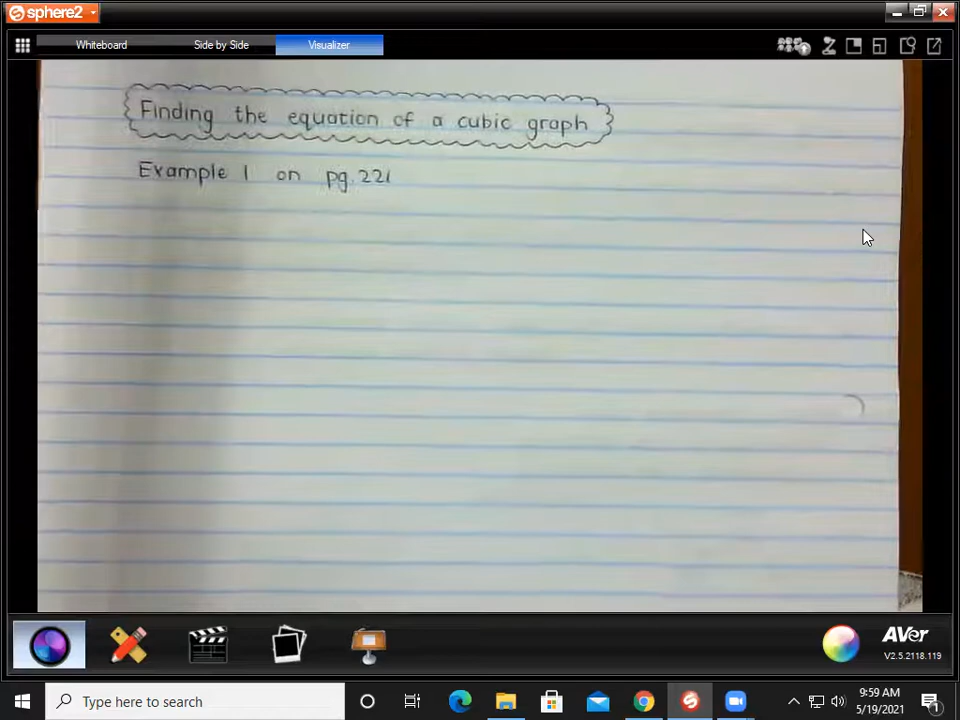 sphere2
Whiteboard
Side by Side
Visualizer
Finding the equation of a cubic graph
Example 1 on pg.221
AVer
V2.5.2118.119
Type here to search
9:59 AM
5/19/2021
1